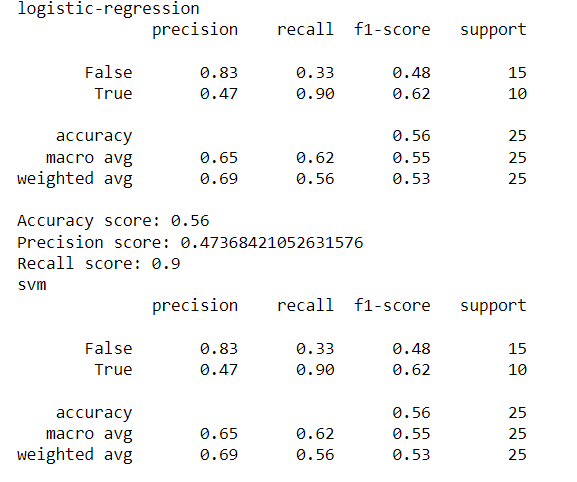 logistic-regression
precision recall f1-score support
False 0.83 0.33 0.48 15
True 0.47 0.90 0.62 10
accuracy 0.56 25
macro avg 0.65 0.62 0.55 25
weighted avg 0.69 0.56 0.53 25
Accuracy score: 0.56
Precision score: 0.47368421052631576
Recall score: 0.9
svm
precision recall f1-score support
False 0.83 0.33 0.48 15
True 0.47 0.90 0.62 10
accuracy 0.56 25
macro avg 0.65 0.62 0.55 25
weighted avg 0.69 0.56 0.53 25